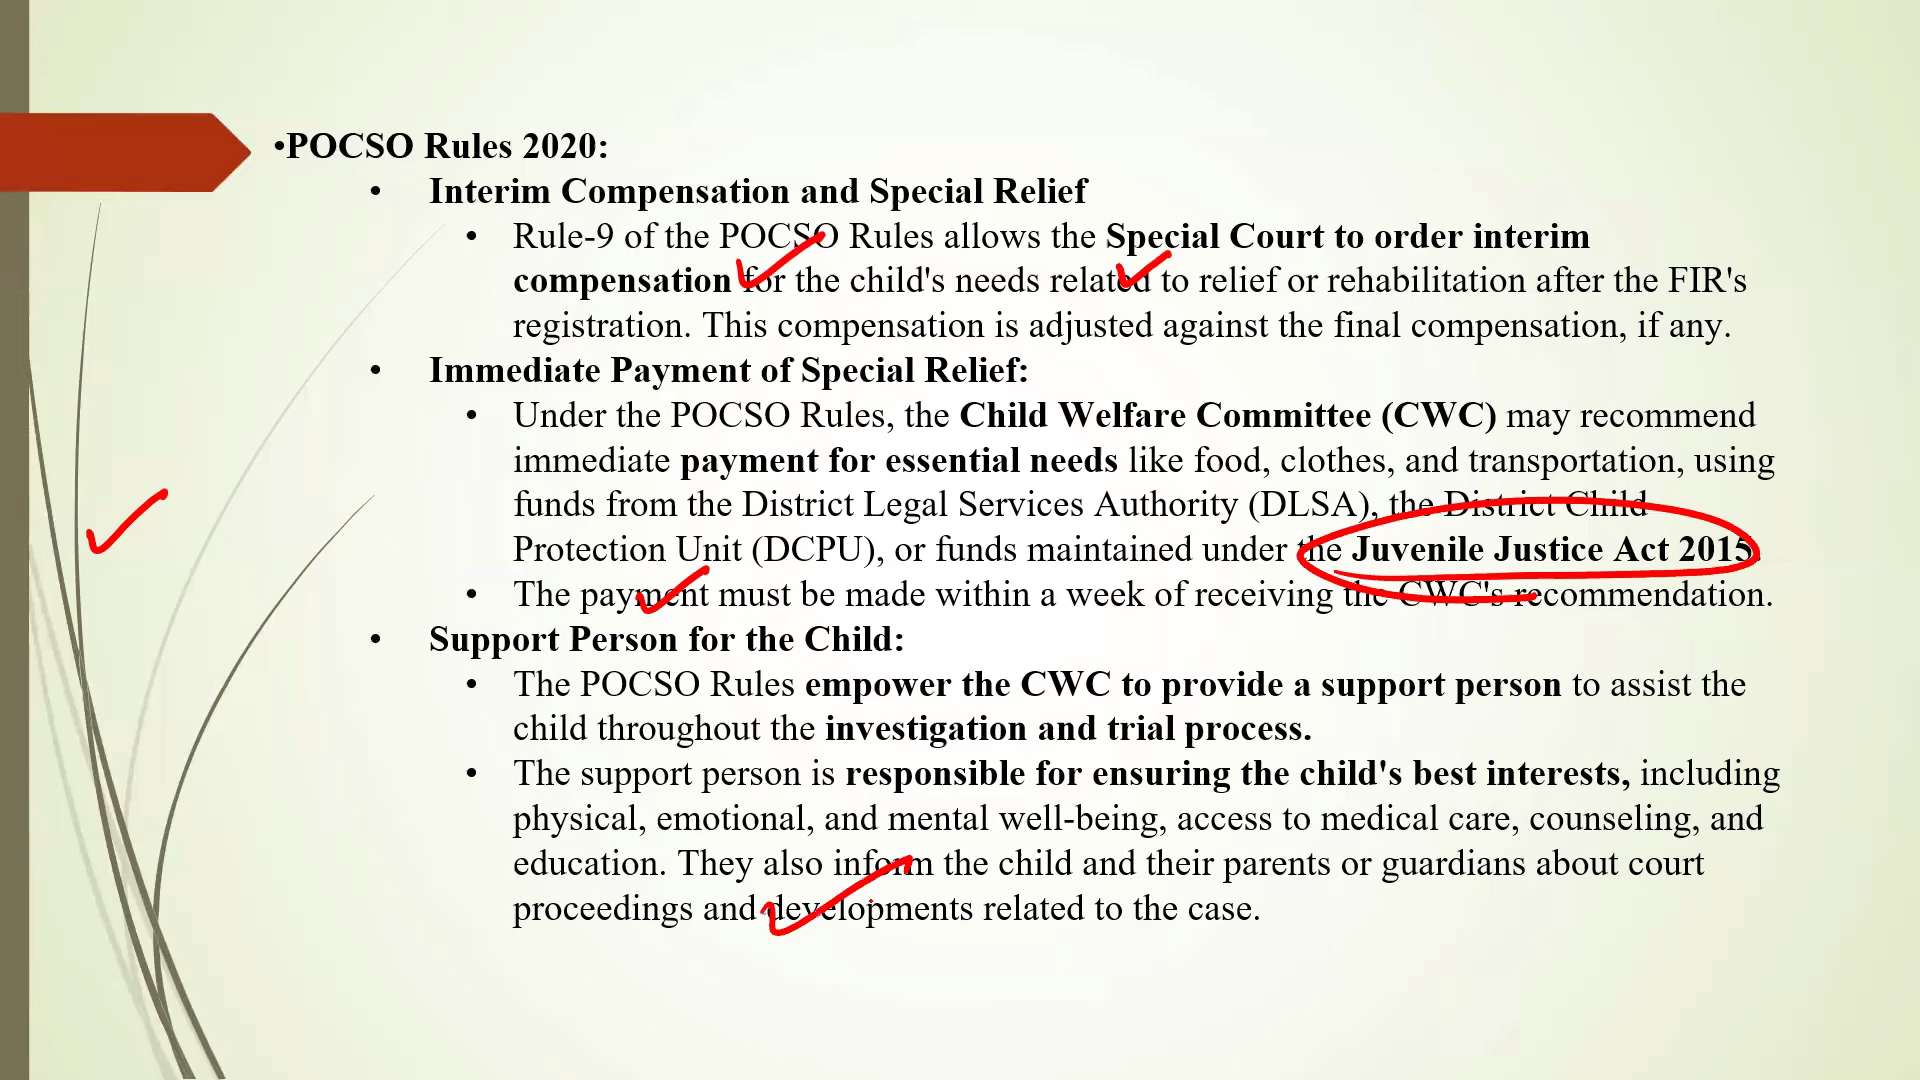 •POCSO Rules 2020:
• Interim Compensation and Special Relief
• Rule-9 of the POCSO Rules allows the Special Court to order interim
compensation for the child's needs related to relief or rehabilitation after the FIR's
registration. This compensation is adjusted against the final compensation, if any.
• Immediate Payment of Special Relief:
• Under the POCSO Rules, the Child Welfare Committee (CWC) may recommend
immediate payment for essential needs like food, clothes, and transportation, using
funds from the District Legal Services Authority (DLSA), the District Child
Protection Unit (DCPU), or funds maintained under the Juvenile Justice Act 2015.
• The payment must be made within a week of receiving the CWC's recommendation.
• Support Person for the Child:
• The POCSO Rules empower the CWC to provide a support person to assist the
child throughout the investigation and trial process.
• The support person is responsible for ensuring the child's best interests, including
physical, emotional, and mental well-being, access to medical care, counseling, and
education. They also inform the child and their parents or guardians about court
proceedings and developments related to the case.